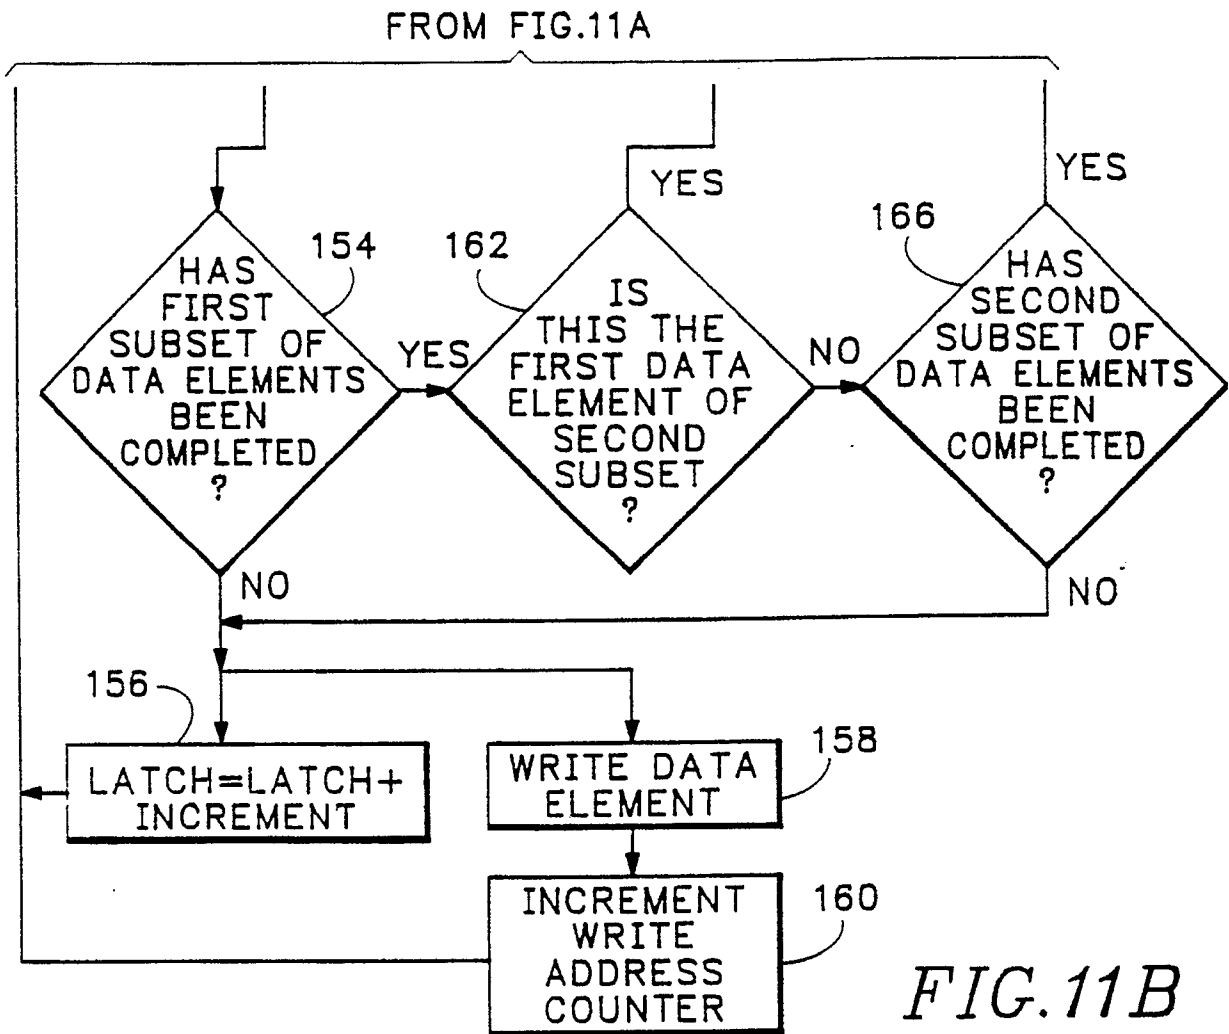 FROM FIG.11A
YES
YES
154
162
166
HAS
FIRST
SUBSET OF
DATA ELEMENTS
BEEN
COMPLETED
?
YES
IS
THIS THE
FIRST DATA
ELEMENT OF
SECOND
SUBSET
?
NO
HAS
SECOND
SUBSET OF
DATA ELEMENTS
BEEN
COMPLETED
?
NO
NO
156
LATCH=LATCH+
INCREMENT
158
WRITE DATA
ELEMENT
160
INCREMENT
WRITE
ADDRESS
COUNTER
FIG.11B